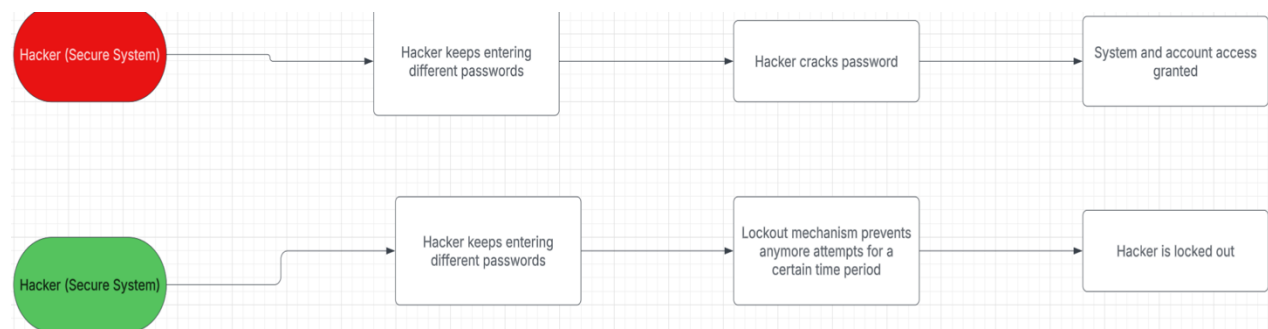 Hacker (Secure System)
Hacker keeps entering
different passwords
Hacker cracks password
System and account access
granted
Hacker (Secure System)
Hacker keeps entering
different passwords
Lockout mechanism prevents
anymore attempts for a
certain time period
Hacker is locked out